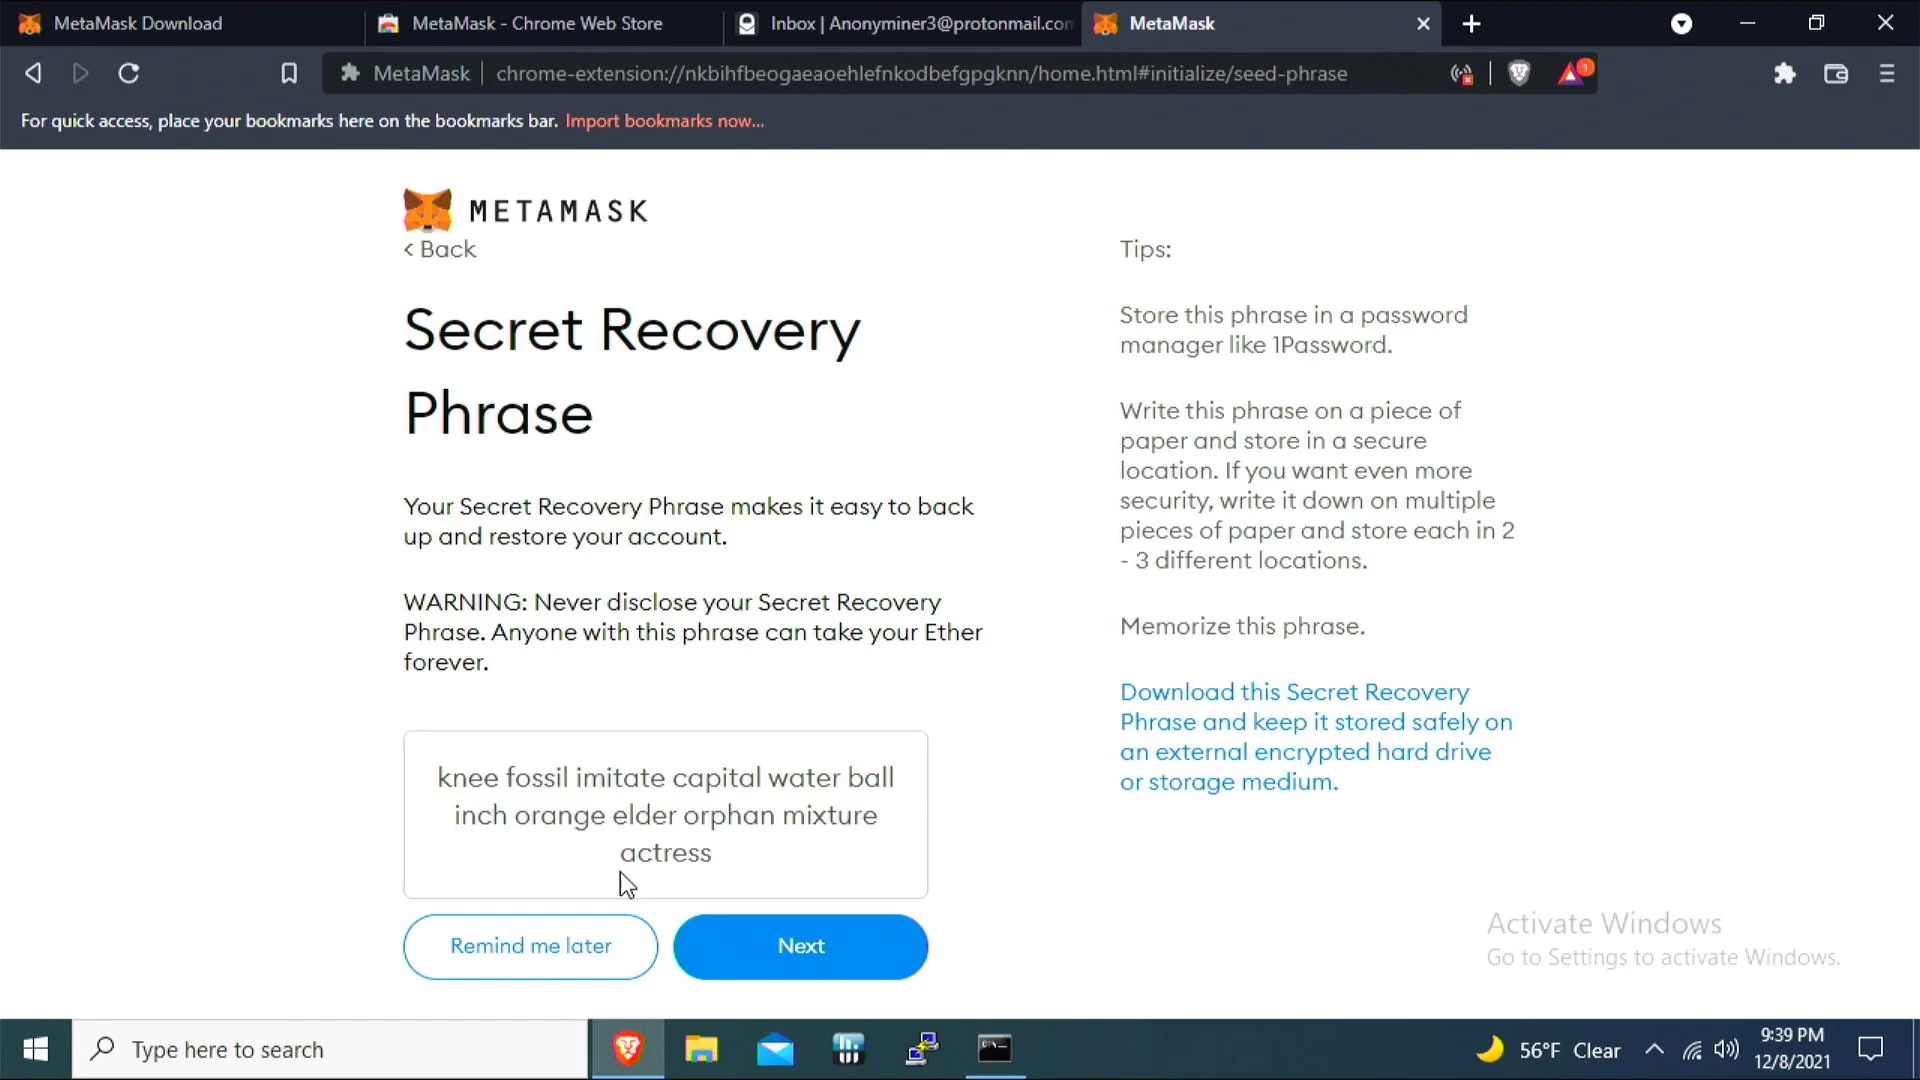 MetaMask Download
MetaMask - Chrome Web Store
Inbox | Anonyminer3@protonmail.con
MetaMask
MetaMask
chrome-extension://nkbihfbeogaeaoehlefnkodbefgpgknn/home.html#initialize/seed-phrase
1
For quick access, place your bookmarks here on the bookmarks bar. Import bookmarks now...
METAMASK
< Back
Secret Recovery
Phrase
Your Secret Recovery Phrase makes it easy to back
up and restore your account.
WARNING: Never disclose your Secret Recovery
Phrase. Anyone with this phrase can take your Ether
forever.
knee fossil imitate capital water ball
inch orange elder orphan mixture
actress
Remind me later
Next
Tips:
Store this phrase in a password
manager like 1Password.
Write this phrase on a piece of
paper and store in a secure
location. If you want even more
security, write it down on multiple
pieces of paper and store each in 2
- 3 different locations.
Memorize this phrase.
Download this Secret Recovery
Phrase and keep it stored safely on
an external encrypted hard drive
or storage medium.
Activate Windows
Go to Settings to activate Windows.
Type here to search
56°F Clear
9:39 PM
12/8/2021